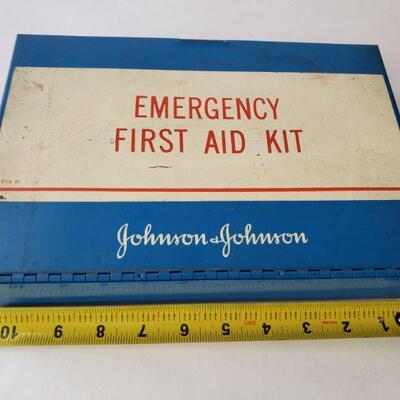 EMERGENCY
FIRST AID KIT
Johnson & Johnson
10 9 8 7 6 5 4 3 2 1